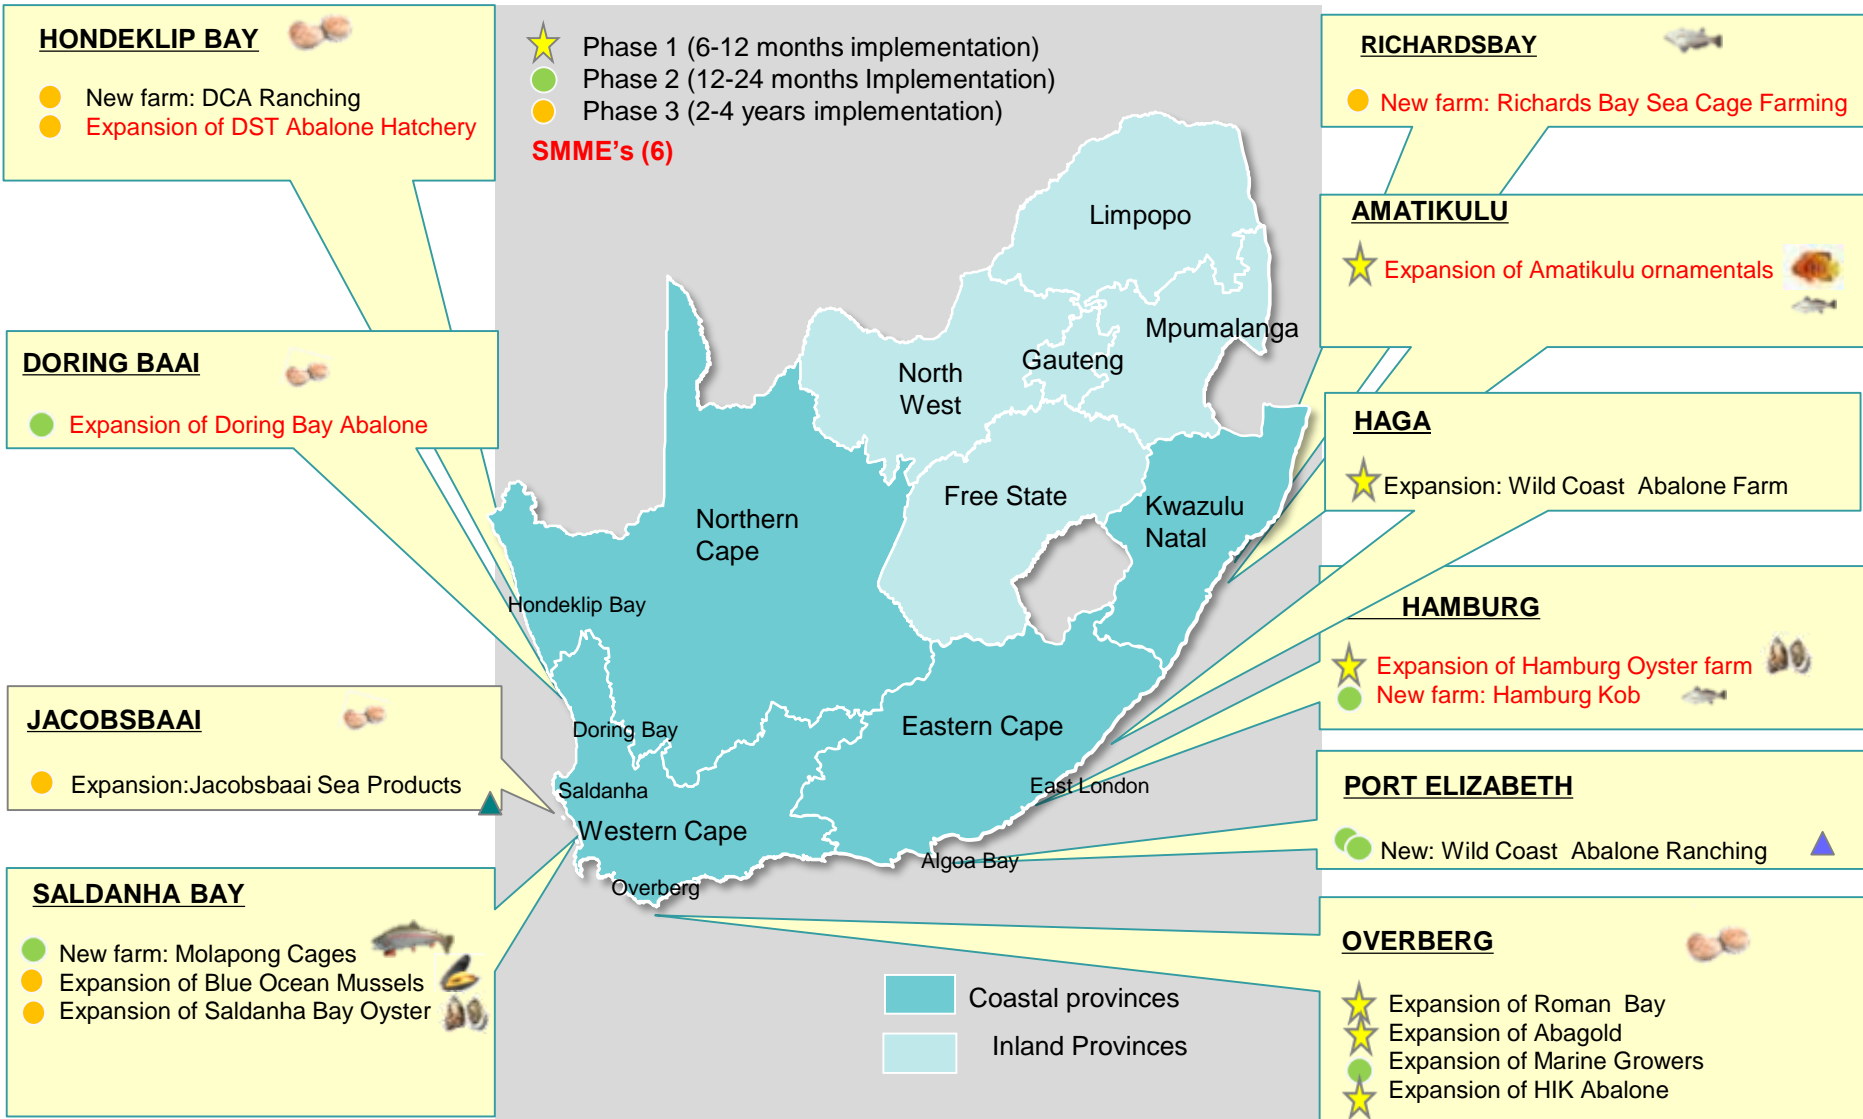 HONDEKLIP BAY
New farm: DCA Ranching
Expansion of DST Abalone Hatchery
DORING BAAI
Expansion of Doring Bay Abalone
JACOBSBAAI
Expansion:Jacobsbaai Sea Products
SALDANHA BAY
New farm: Molapong Cages
Expansion of Blue Ocean Mussels
Expansion of Saldanha Bay Oyster
Phase 1 (6-12 months implementation)
Phase 2 (12-24 months Implementation)
Phase 3 (2-4 years implementation)
SMME's (6)
Limpopo
Mpumalanga
Gauteng
North
West
Free State
Kwazulu
Natal
Northern
Cape
Hondeklip Bay
Doring Bay
Eastern Cape
Saldanha
East London
Western Cape
Algoa Bay
Overberg
Coastal provinces
Inland Provinces
RICHARDSBAY
New farm: Richards Bay Sea Cage Farming
AMATIKULU
Expansion of Amatikulu ornamentals
HAGA
Expansion: Wild Coast Abalone Farm
HAMBURG
Expansion of Hamburg Oyster farm
New farm: Hamburg Kob
PORT ELIZABETH
New: Wild Coast Abalone Ranching
OVERBERG
Expansion of Roman Bay
Expansion of Abagold
Expansion of Marine Growers
Expansion of HIK Abalone